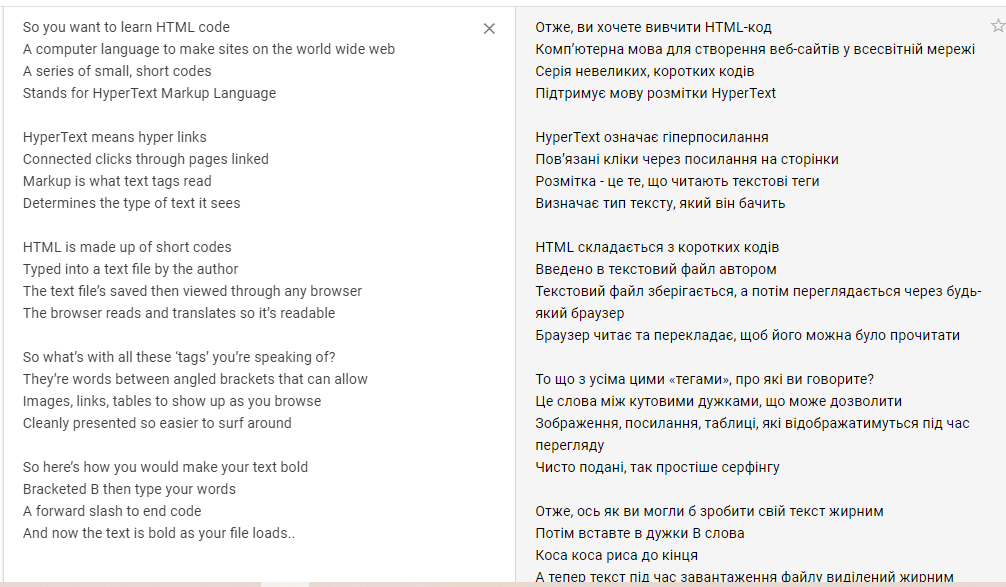 So you want to learn HTML code
A computer language to make sites on the world wide web
A series of small, short codes
Stands for HyperText Markup Language

HyperText means hyper links
Connected clicks through pages linked
Markup is what text tags read
Determines the type of text it sees

HTML is made up of short codes
Typed into a text file by the author
The text file's saved then viewed through any browser
The browser reads and translates so it's readable

So what's with all these ‘tags’ you're speaking of?
They're words between angled brackets that can allow
Images, links, tables to show up as you browse
Cleanly presented so easier to surf around

So here's how you would make your text bold
Bracketed B then type your words
A forward slash to end code
And now the text is bold as your file loads..

Отже, ви хочете вивчити HTML-код
Комп’ютерна мова для створення веб-сайтів у всесвітній мережі
Серія невеликих, коротких кодів
Підтримує мову розмітки HyperText

HyperText означає гіперпосилання
Пов’язані кліки через посилання на сторінки
Розмітка - це те, що читають текстові теги
Визначає тип тексту, який він бачить

HTML складається з коротких кодів
Введено в текстовий файл автором
Текстовий файл зберігається, а потім переглядається через будь-
який браузер
Браузер читає та перекладає, щоб його можна було прочитати

То що з усіма цими «тегами», про які ви говорите?
Це слова між кутовими дужками, що може дозволити
Зображення, посилання, таблиці, які відображатимуться під час
перегляду
Чисто подані, так простіше серфінгу

Отже, ось як ви могли б зробити свій текст жирним
Потім вставте в дужки B слова
Коса коса риса до кінця
А тепер текст під час завантаження файлу виділений жирним